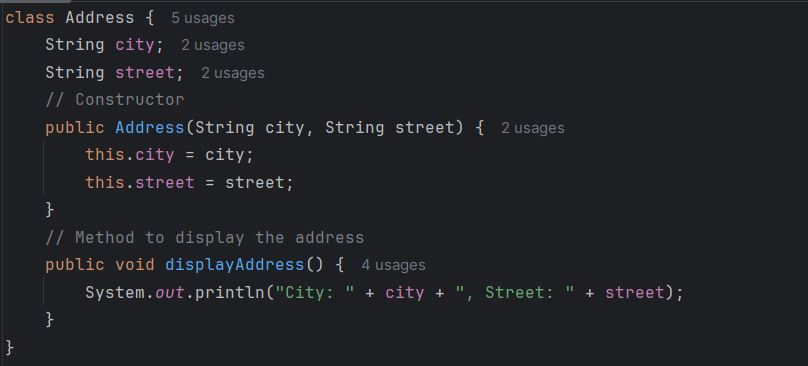 class Address {   5 usages
    String city;   2 usages
    String street;   2 usages
    // Constructor
    public Address(String city, String street) {   2 usages
        this.city = city;
        this.street = street;
    }
    // Method to display the address
    public void displayAddress() {   4 usages
        System.out.println("City: " + city + ", Street: " + street);
    }
}